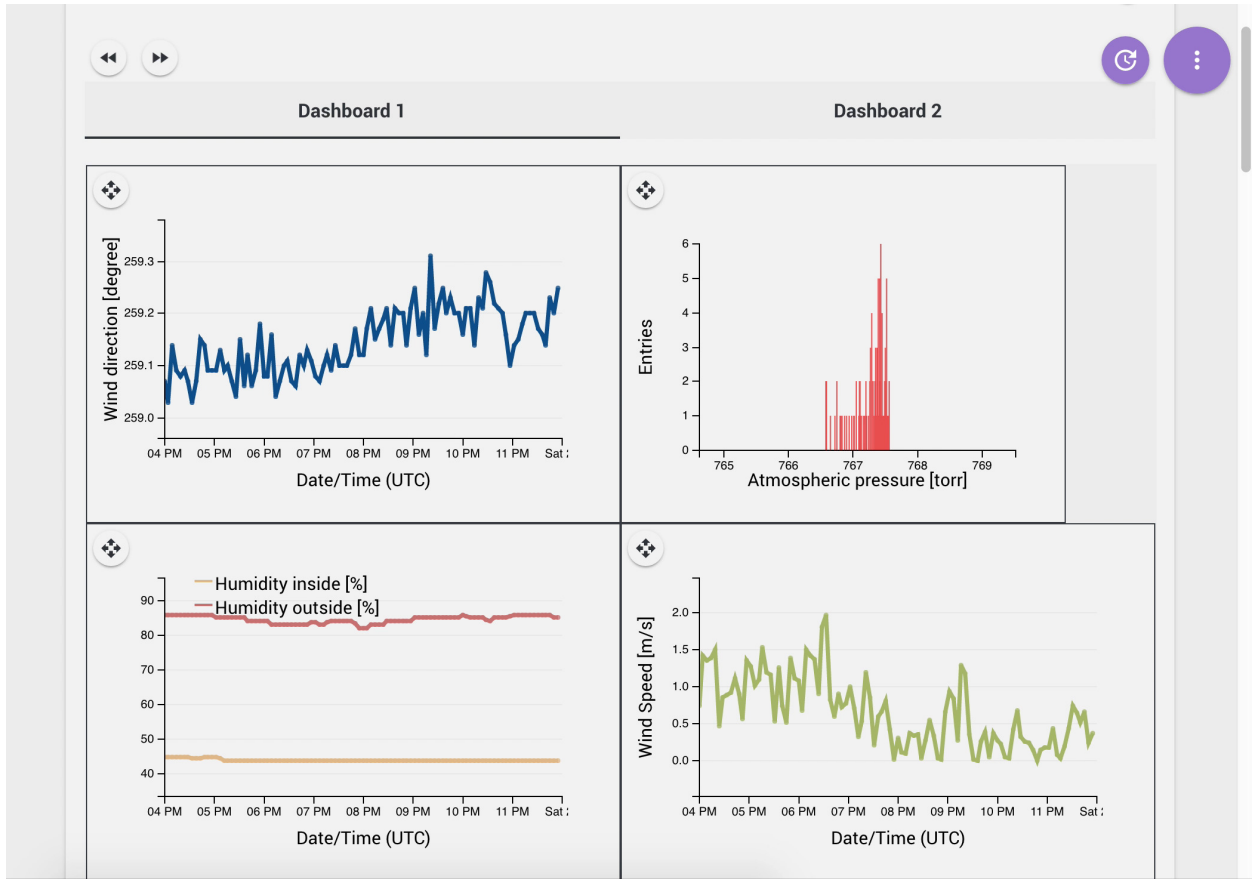 Dashboard 1
Dashboard 2
Wind direction [degree]
259.3
259.2
259.1
259.0
04 PM 05 PM 06 PM 07 PM 08 PM 09 PM 10 PM 11 PM Sat
Date/Time (UTC)
Entries
6
5
4
3
2
1
0
765 766 767 768 769
Atmospheric pressure [torr]
Humidity inside [%]
Humidity outside [%]
90
80
70
60
50
40
04 PM 05 PM 06 PM 07 PM 08 PM 09 PM 10 PM 11 PM Sat
Date/Time (UTC)
Wind Speed [m/s]
2.0
1.5
1.0
0.5
0.0
04 PM 05 PM 06 PM 07 PM 08 PM 09 PM 10 PM 11 PM Sat
Date/Time (UTC)